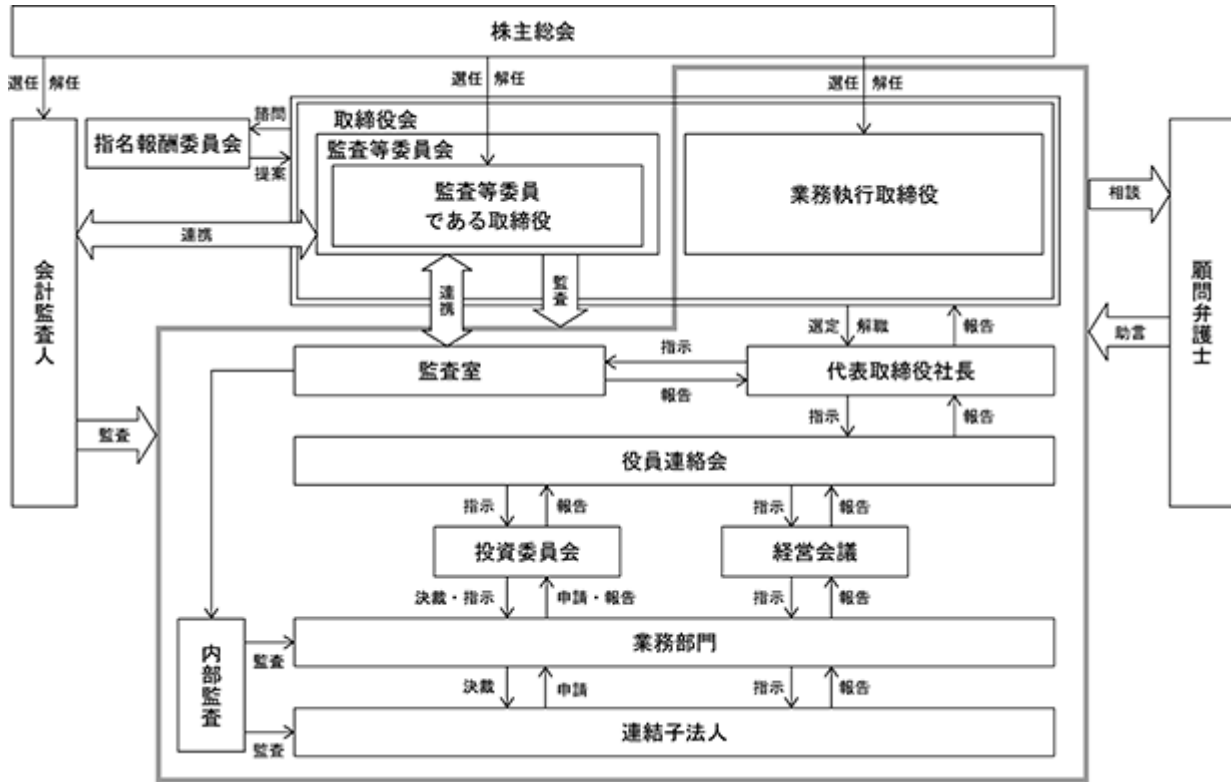 株主総会
選任 解任
選任 解任
選任 解任
諮問
指名報酬委員会
提案
取締役会
監査等委員会
監査等委員
である取締役
業務執行取締役
相談
連携
会計監査人
顧問弁護士
連携
監査
選定 解職
報告
助言
指示
監査室
代表取締役社長
報告
監査
指示
報告
役員連絡会
指示
報告
指示
報告
投資委員会
経営会議
決裁・指示
申請・報告
指示
報告
内部監査
監査
業務部門
決裁
申請
指示
報告
監査
連結子法人